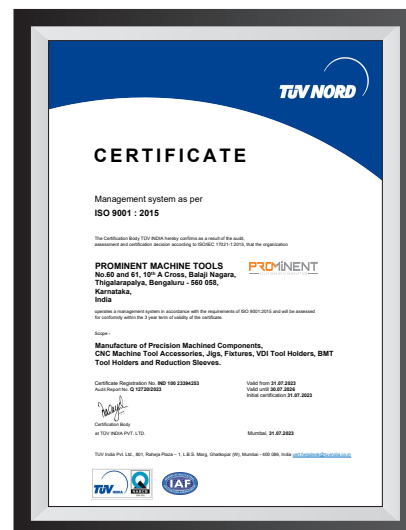 TÜV NORD
CERTIFICATE
Management system as per
ISO 9001 : 2015
The Certification Body TÜV INDIA hereby confirms as a result of the audit,
assessment and certification decision according to ISO/IEC 17021-1:2015, that the organization
PROMINENT MACHINE TOOLS
No.60 and 61, 10th A Cross, Balaji Nagara,
Thigalarapalya, Bengaluru - 560 058,
Karnataka,
India
PROMINENT
operates a management system in accordance with the requirements of ISO 9001:2015 and will be assessed
for conformity within the 3 year term of validity of the certificate.
Scope :-
Manufacture of Precision Machined Components,
CNC Machine Tool Accessories, Jigs, Fixtures, VDI Tool Holders, BMT
Tool Holders and Reduction Sleeves.
Certificate Registration No. IND 100 23394253
Audit Report No. Q 12720/2023
Valid from 31.07.2023
Valid until 30.07.2026
Initial certification 31.07.2023
Certification Body
at TÜV INDIA PVT. LTD.
Mumbai, 31.07.2023
TÜV India Pvt. Ltd., 801, Raheja Plaza – 1, L.B.S. Marg, Ghatkopar (W), Mumbai - 400 086, India
TÜV INDIA
IAF